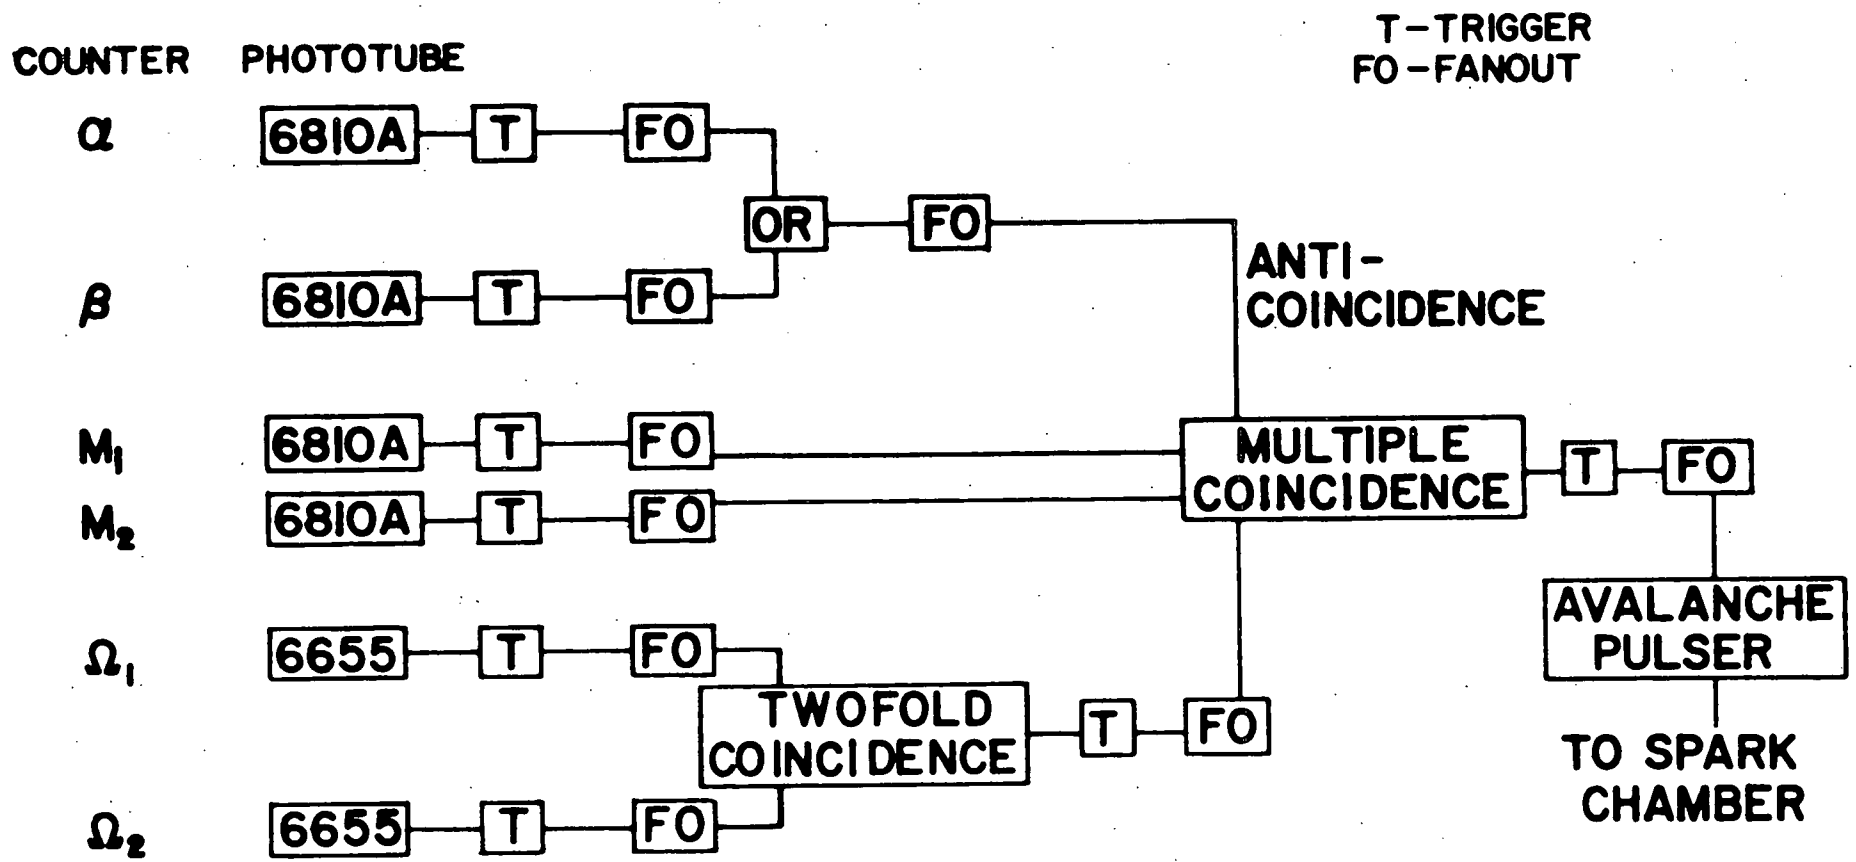 T-TRIGGER
FO-FANOUT
COUNTER PHOTOTUBE
α 6810A T FO
OR FO
ANTI-
COINCIDENCE
β 6810A T FO
M₁ 6810A T FO
M₂ 6810A T FO
MULTIPLE
COINCIDENCE
T FO
AVALANCHE
PULSER
TO SPARK
CHAMBER
Ω₁ 6655 T FO
TWOFOLD
COINCIDENCE
T FO
Ω₂ 6655 T FO